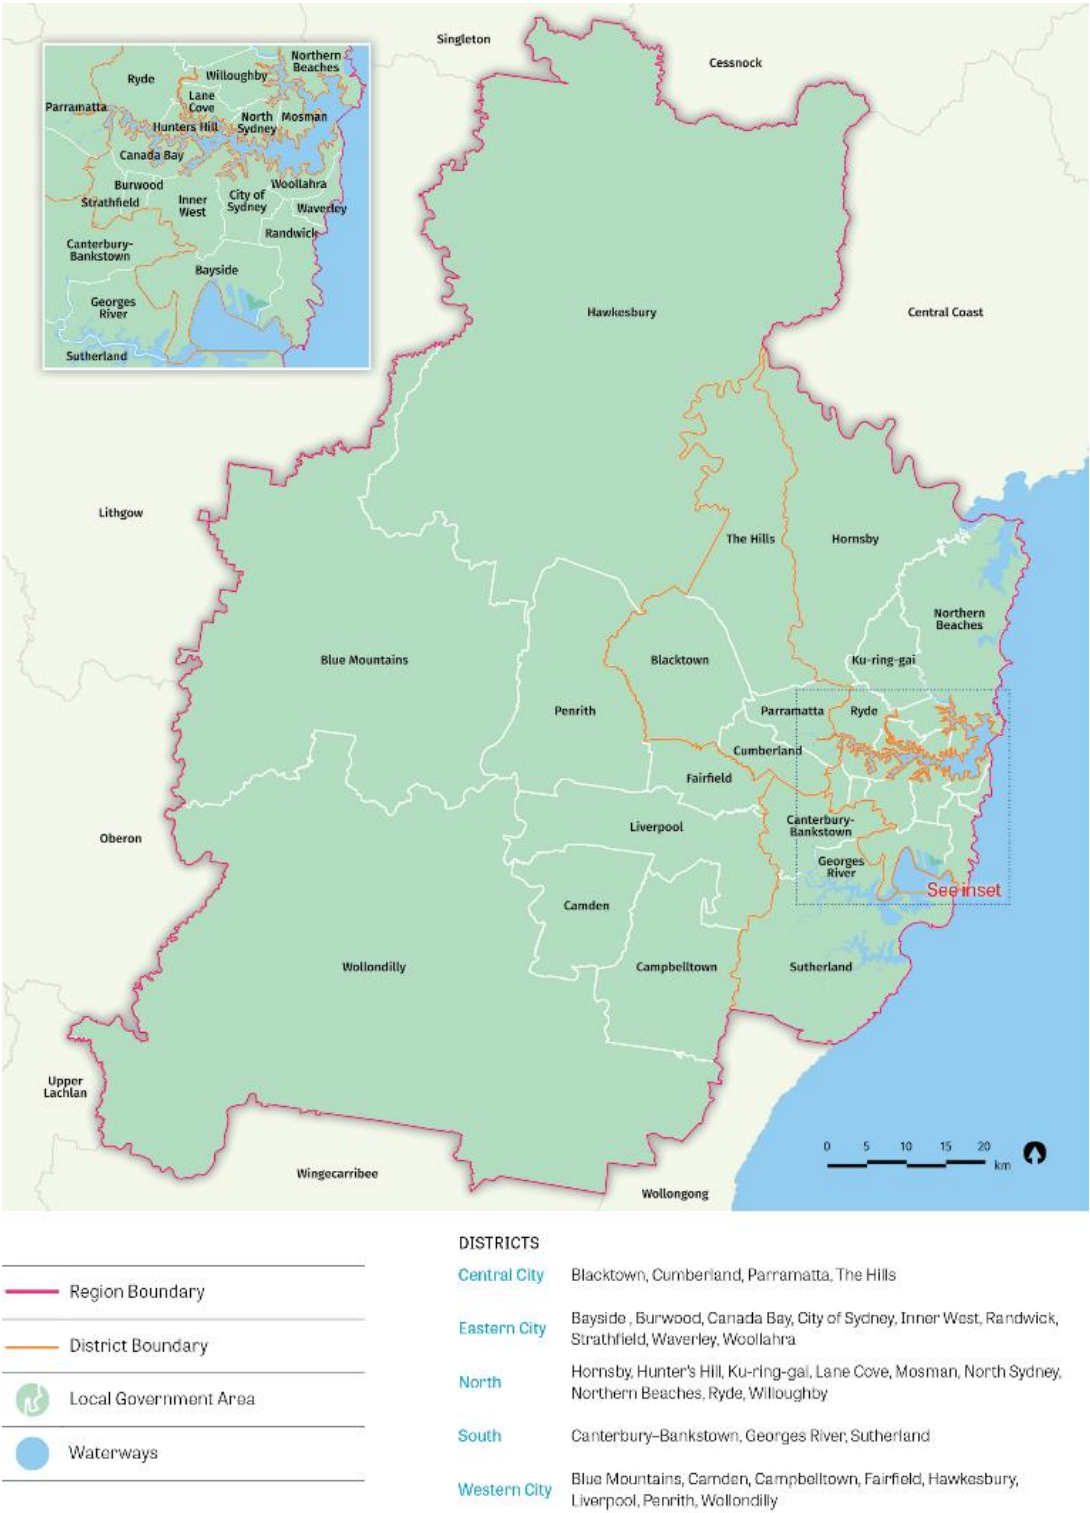 Singleton
Cessnock
Northern
Beaches
Ryde
Willoughby
Lane
Cove
Parramatta
North
Sydney
Mosman
Hunters Hill
Canada Bay
Burwood
Woollahra
Strathfield
Inner
West
City of
Sydney
Waverley
Randwick
Canterbury-
Bankstown
Bayside
Georges
River
Sutherland
Hawkesbury
Central Coast
Lithgow
The Hills
Hornsby
Northern
Beaches
Blue Mountains
Blacktown
Ku-ring-gai
Penrith
Parramatta
Ryde
Cumberland
Fairfield
Oberon
Liverpool
Canterbury-
Bankstown
Georges
River
See inset
Camden
Wollondilly
Campbelltown
Sutherland
Upper
Lachlan
Wingecarribee
Wollongong
0 5 10 15 20
km
Region Boundary
District Boundary
Local Government Area
Waterways
DISTRICTS
Central City Blacktown, Cumberland, Parramatta, The Hills
Eastern City Bayside , Burwood, Canada Bay, City of Sydney, Inner West, Randwick,
Strathfield, Waverley, Woollahra
North Hornsby, Hunter's Hill, Ku-ring-gai, Lane Cove, Mosman, North Sydney,
Northern Beaches, Ryde, Willoughby
South Canterbury–Bankstown, Georges River, Sutherland
Western City Blue Mountains, Camden, Campbelltown, Fairfield, Hawkesbury,
Liverpool, Penrith, Wollondilly